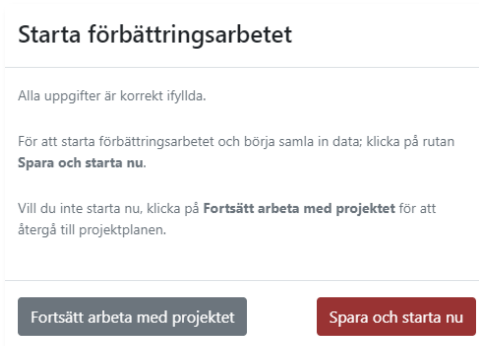 Starta förbättringsarbetet
Alla uppgifter är korrekt ifyllda.
För att starta förbättringsarbetet och börja samla in data; klicka på rutan
Spara och starta nu.
Vill du inte starta nu, klicka på Fortsätt arbeta med projektet för att
återgå till projektplanen.
Fortsätt arbeta med projektet
Spara och starta nu